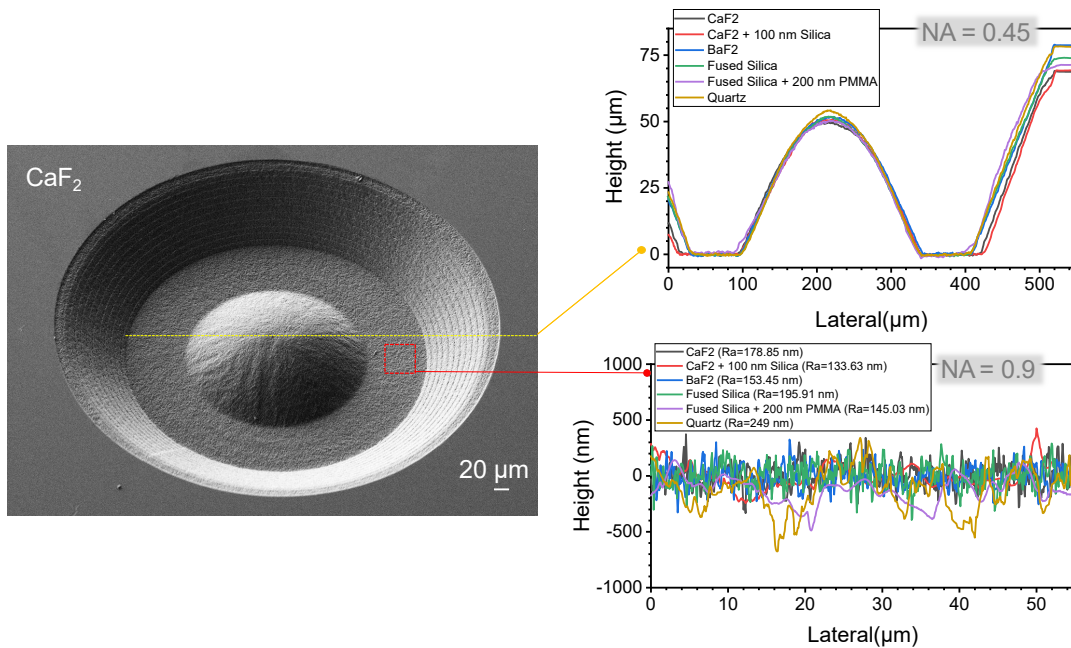 CaF₂
20 µm
NA = 0.45
CaF2
CaF2 + 100 nm Silica
BaF2
Fused Silica
Fused Silica + 200 nm PMMA
Quartz
Height (µm)
75
50
25
0
0 100 200 300 400 500
Lateral(µm)
NA = 0.9
CaF2 (Ra=178.85 nm)
CaF2 + 100 nm Silica (Ra=133.63 nm)
BaF2 (Ra=153.45 nm)
Fused Silica (Ra=195.91 nm)
Fused Silica + 200 nm PMMA (Ra=145.03 nm)
Quartz (Ra=249 nm)
Height (nm)
1000
500
0
-500
-1000
0 10 20 30 40 50
Lateral(µm)